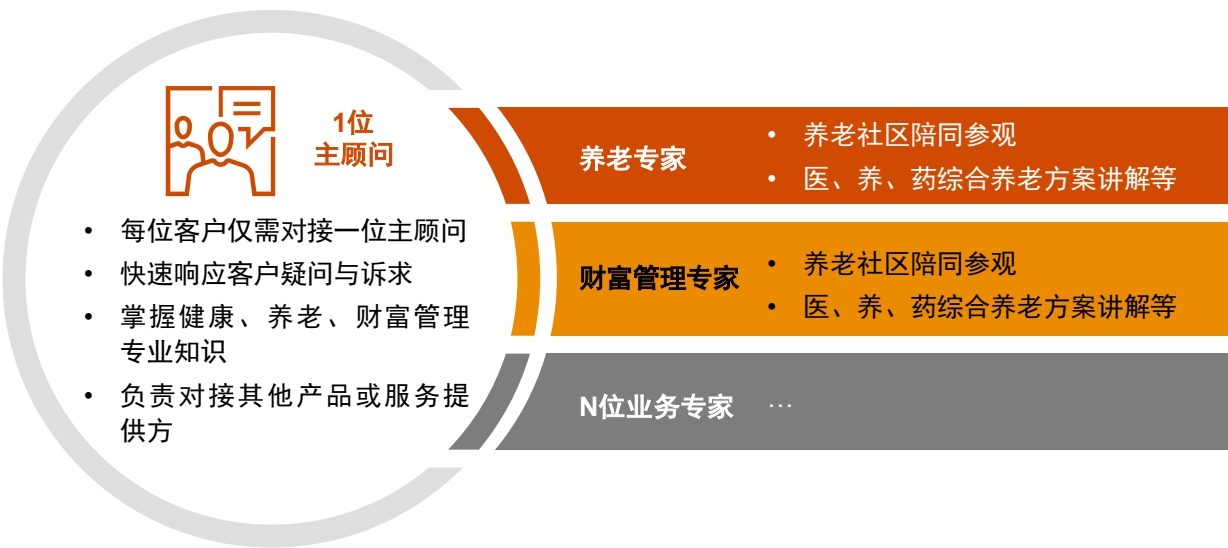 1位
主顾问
• 每位客户仅需对接一位主顾问
• 快速响应客户疑问与诉求
• 掌握健康、养老、财富管理
专业知识
• 负责对接其他产品或服务提
供方
养老专家
• 养老社区陪同参观
• 医、养、药综合养老方案讲解等
财富管理专家
• 养老社区陪同参观
• 医、养、药综合养老方案讲解等
N位业务专家
…